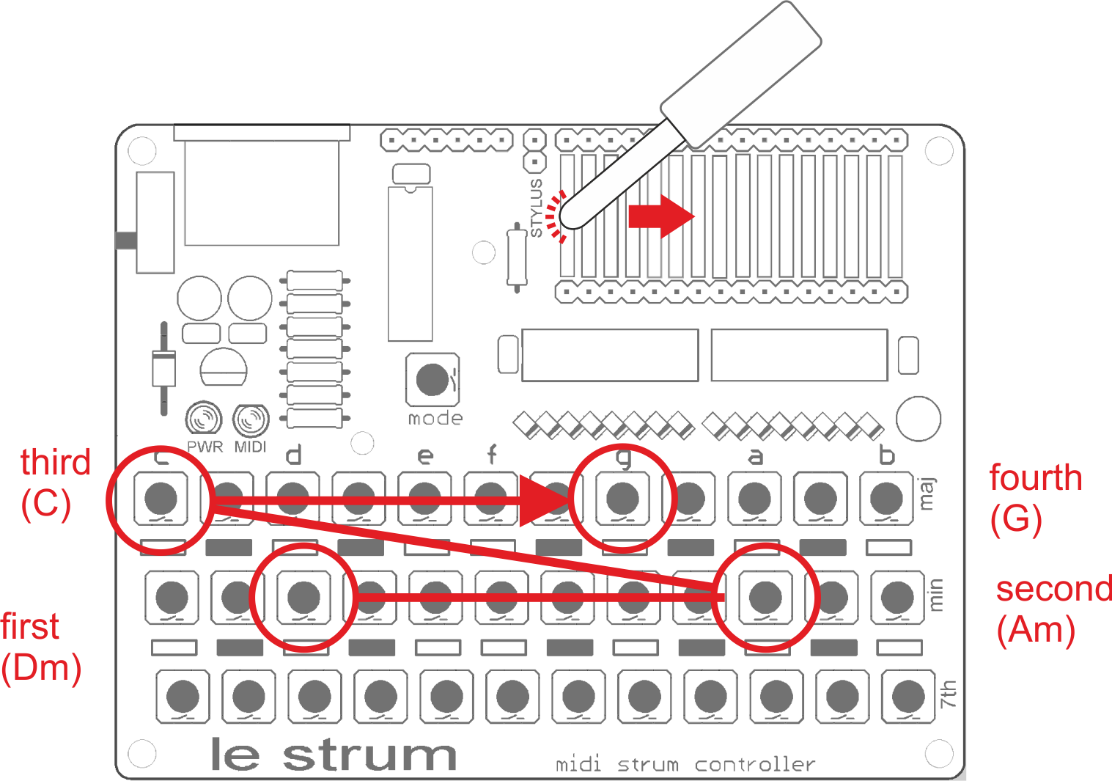 STYLUS
mode
PWR MIDI
c d e f g a b
third
(C)
maj
fourth
(G)
min
second
(Am)
first
(Dm)
7th
le strum
midi strum controller